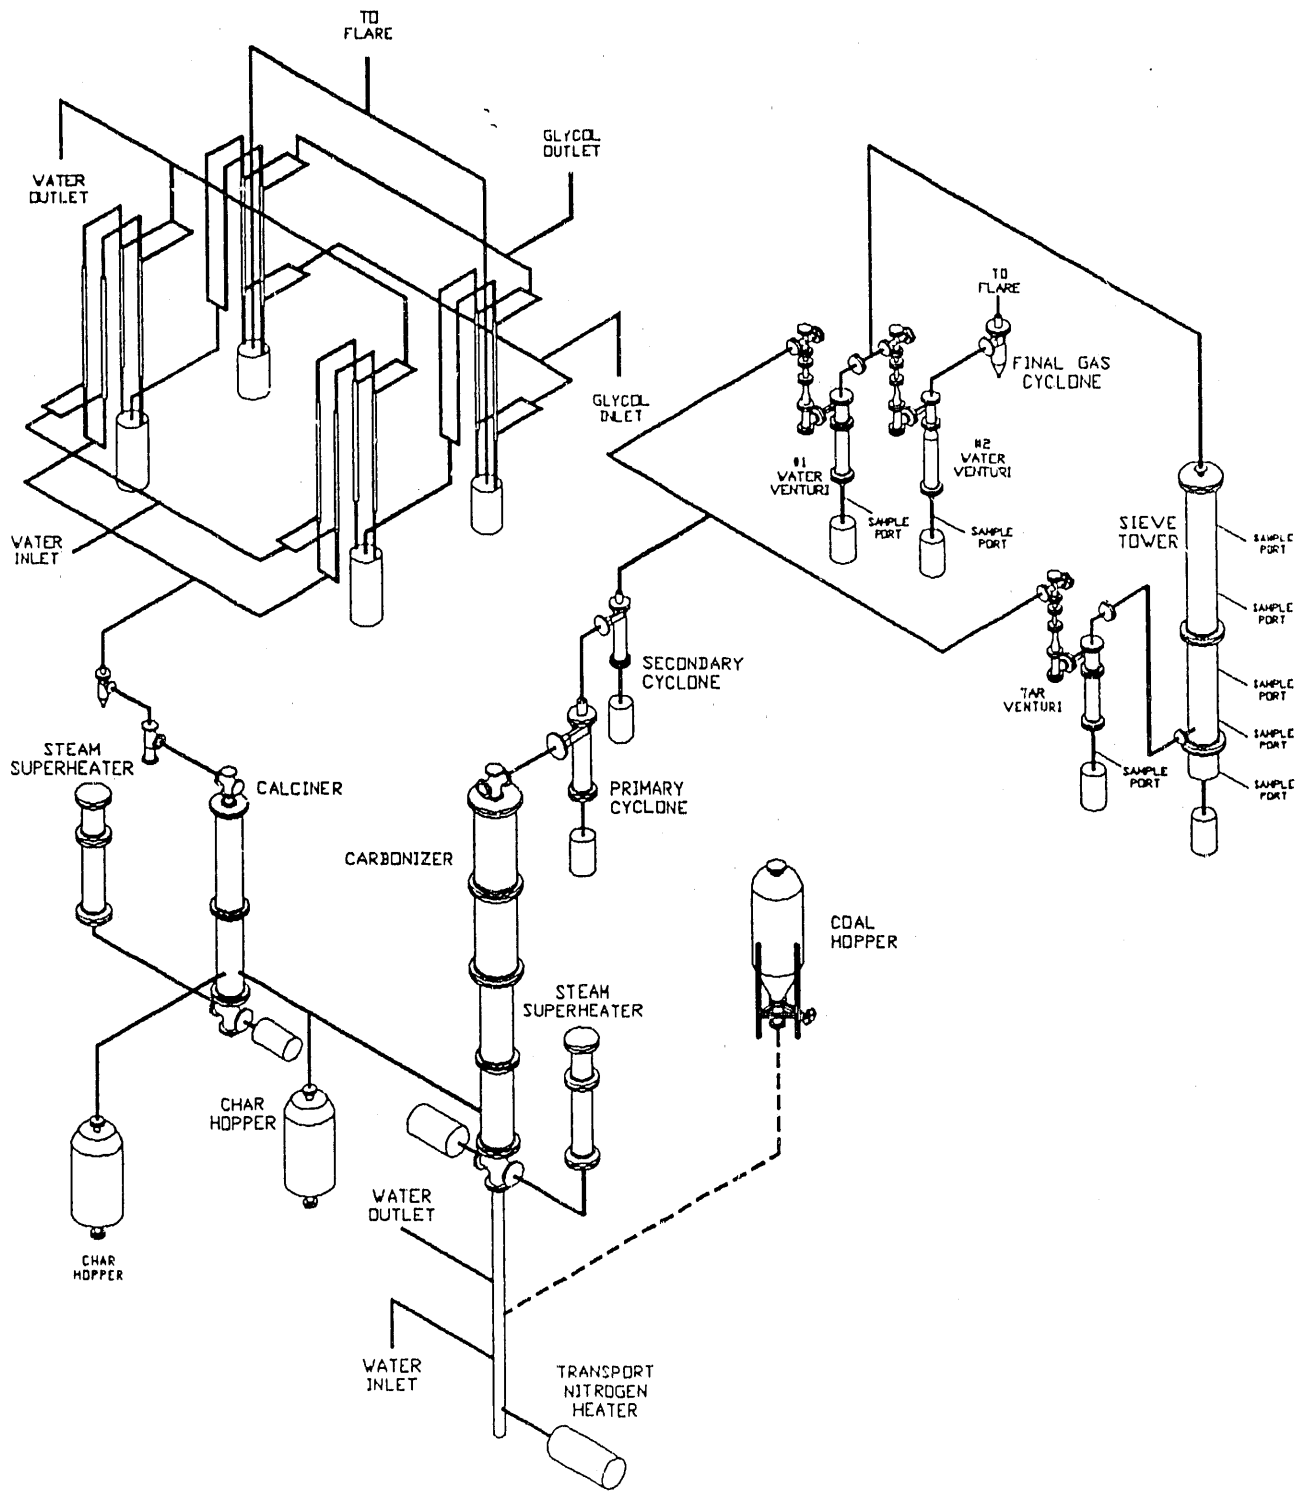 TO
FLARE
GLYCOL
OUTLET
WATER
OUTLET
TO
FLARE
FINAL GAS
CYCLONE
GLYCOL
INLET
#1
WATER
VENTURI
#2
WATER
VENTURI
SAMPLE
PORT
SAMPLE
PORT
SIEVE
TOWER
SAMPLE
PORT
SAMPLE
PORT
SAMPLE
PORT
SAMPLE
PORT
SAMPLE
PORT
WATER
INLET
SECONDARY
CYCLONE
TAR
VENTURI
SAMPLE
PORT
STEAM
SUPERHEATER
CALCINER
PRIMARY
CYCLONE
CARBONIZER
COAL
HOPPER
STEAM
SUPERHEATER
CHAR
HOPPER
WATER
OUTLET
CHAR
HOPPER
WATER
INLET
TRANSPORT
NITROGEN
HEATER